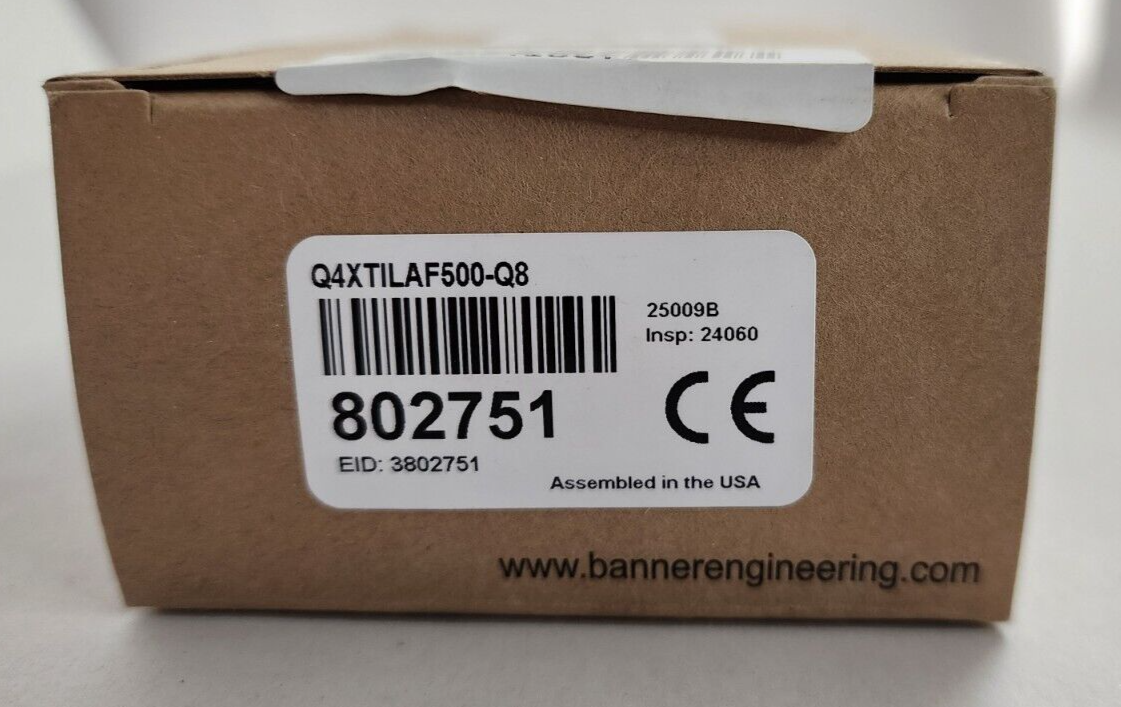 Q4XTILAF500-Q8
25009B
Insp: 24060
802751
CE
EID: 3802751
Assembled in the USA
www.bannerengineering.com